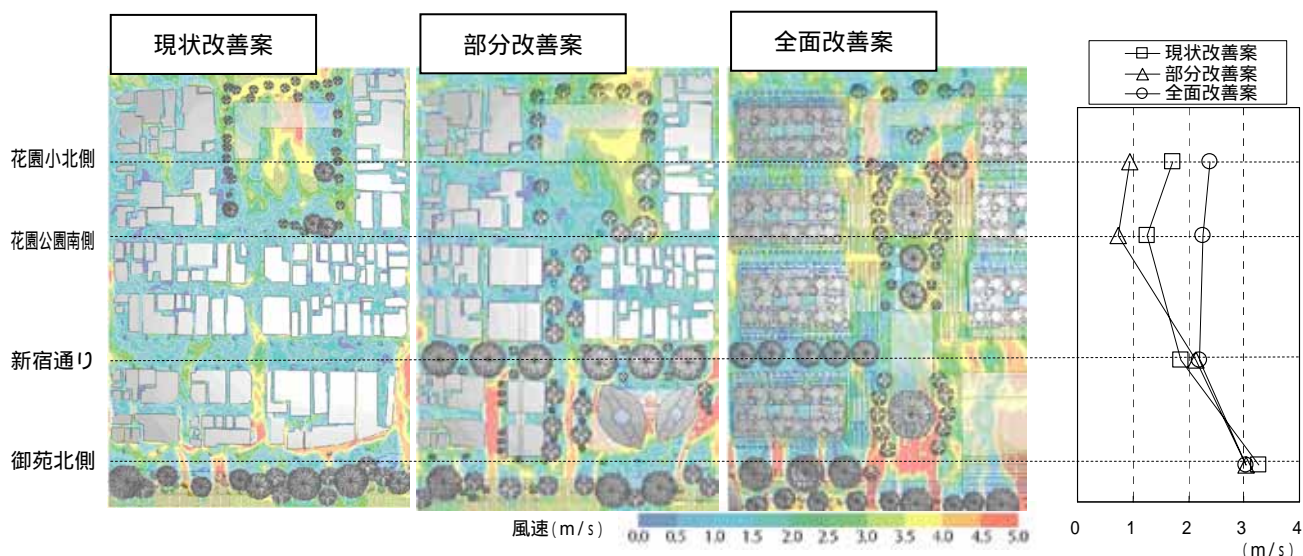 現状改善案
部分改善案
全面改善案
現状改善案
部分改善案
全面改善案
花園小北側
花園公園南側
新宿通り
御苑北側
風速(m/s)
0.0 0.5 1.0 1.5 2.0 2.5 3.0 3.5 4.0 4.5 5.0
0 1 2 3 4
(m/s)